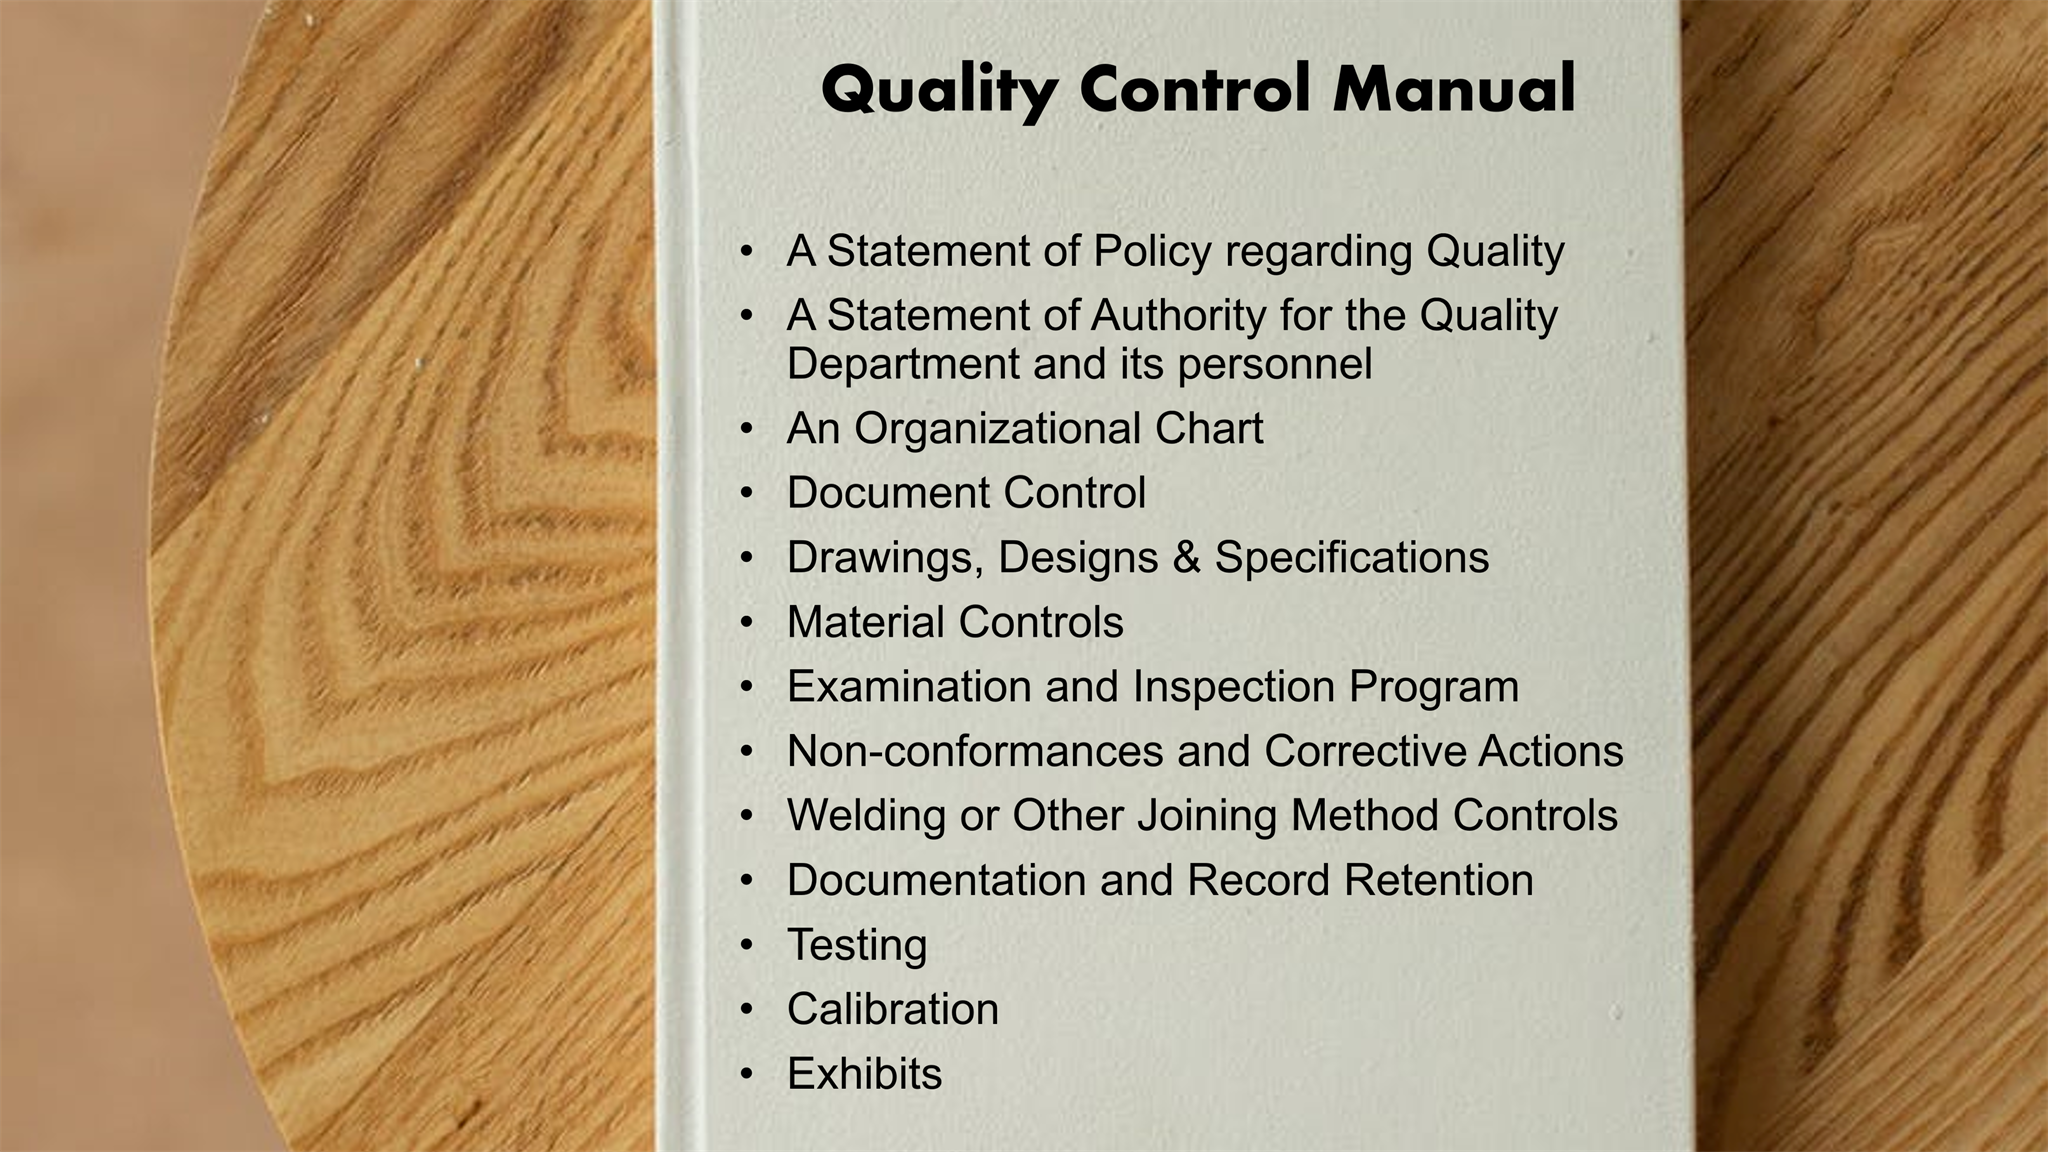 Quality Control Manual
• A Statement of Policy regarding Quality
• A Statement of Authority for the Quality
Department and its personnel
• An Organizational Chart
• Document Control
• Drawings, Designs & Specifications
• Material Controls
• Examination and Inspection Program
• Non-conformances and Corrective Actions
• Welding or Other Joining Method Controls
• Documentation and Record Retention
• Testing
• Calibration
• Exhibits